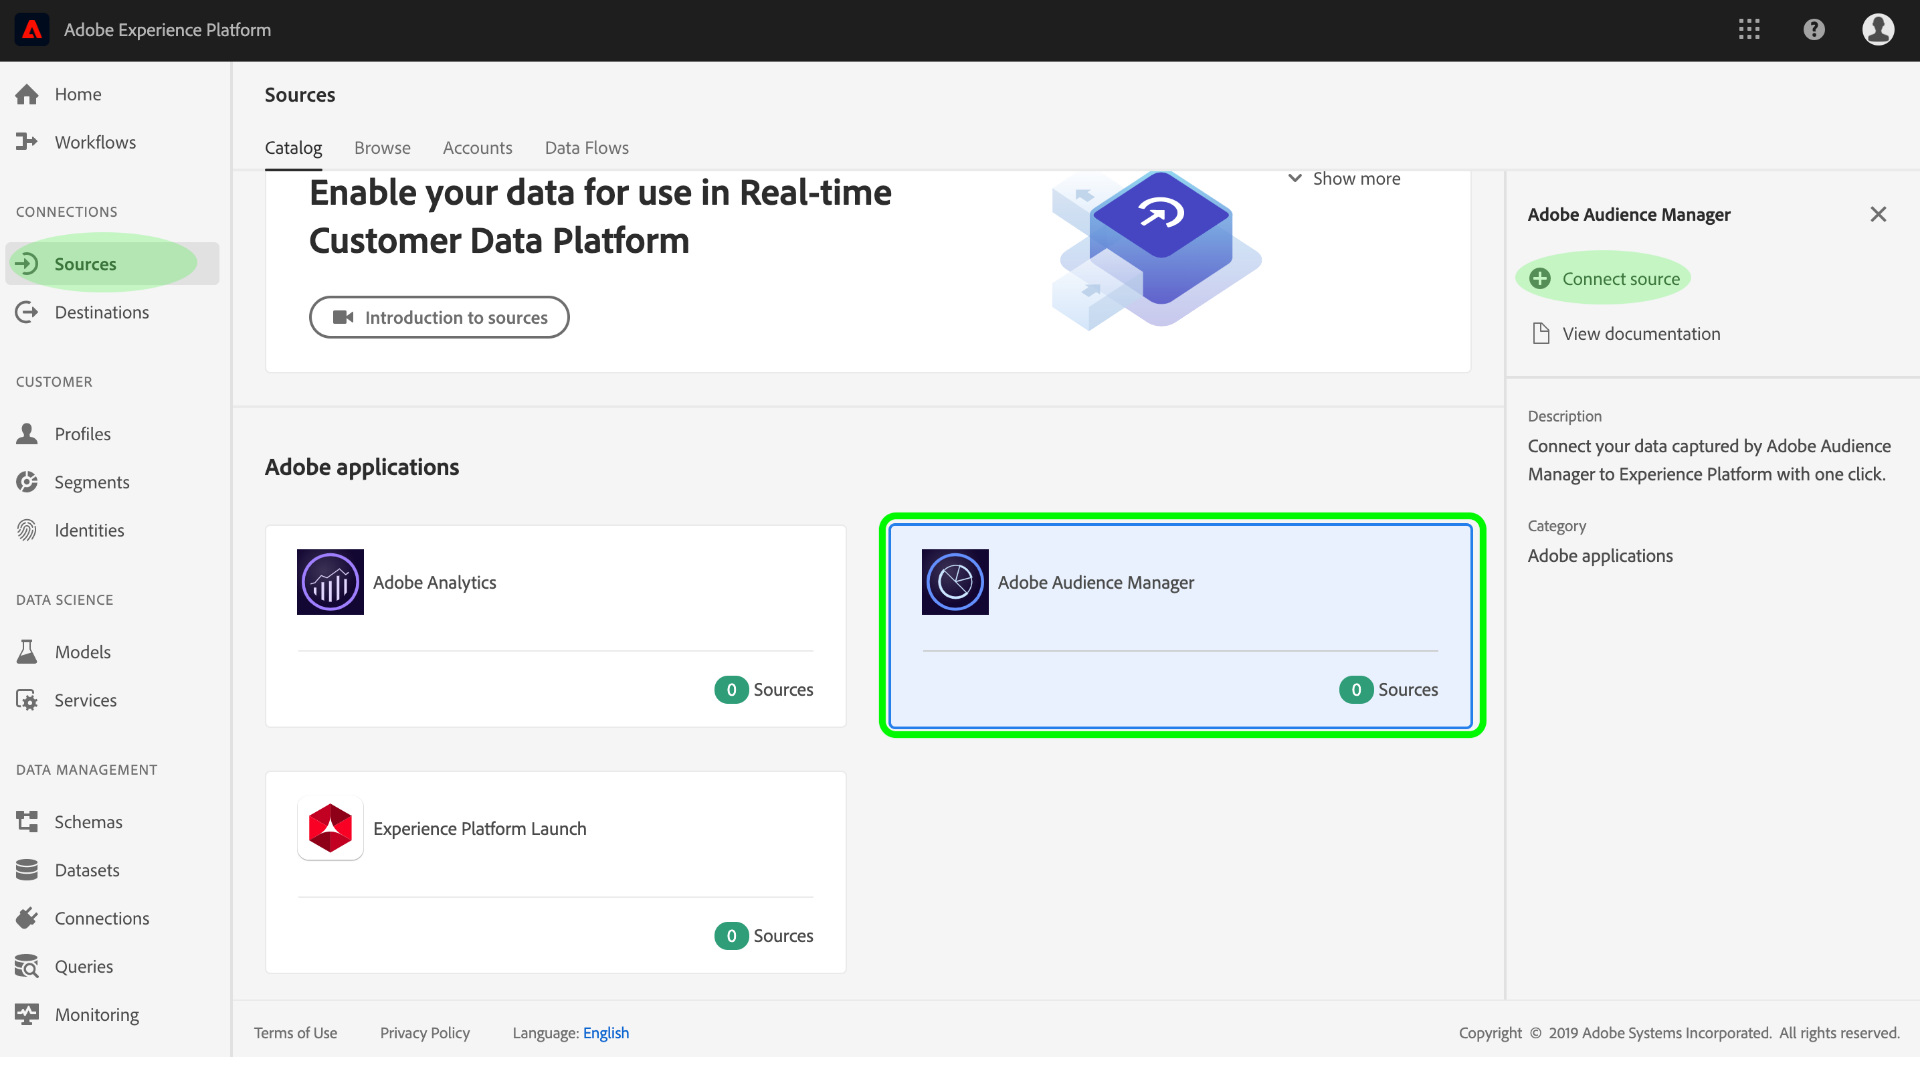 Adobe Experience Platform
Home
Workflows
CONNECTIONS
Sources
Destinations
CUSTOMER
Profiles
Segments
Identities
DATA SCIENCE
Models
Services
DATA MANAGEMENT
Schemas
Datasets
Connections
Queries
Monitoring
Sources
Catalog Browse Accounts Data Flows
Enable your data for use in Real-time
Customer Data Platform
Show more
Introduction to sources
Adobe applications
Adobe Analytics
0 Sources
Adobe Audience Manager
0 Sources
Experience Platform Launch
0 Sources
Adobe Audience Manager
Connect source
View documentation
Description
Connect your data captured by Adobe Audience
Manager to Experience Platform with one click.
Category
Adobe applications
Terms of Use Privacy Policy Language: English
Copyright © 2019 Adobe Systems Incorporated. All rights reserved.